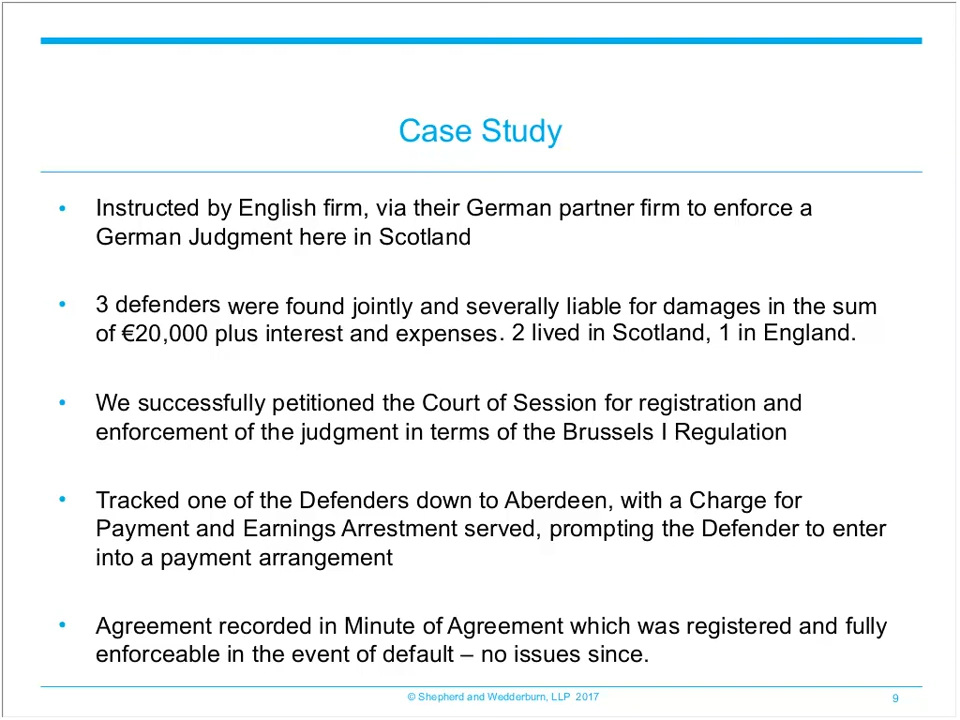 Case Study
• Instructed by English firm, via their German partner firm to enforce a
German Judgment here in Scotland
• 3 defenders were found jointly and severally liable for damages in the sum
of €20,000 plus interest and expenses. 2 lived in Scotland, 1 in England.
• We successfully petitioned the Court of Session for registration and
enforcement of the judgment in terms of the Brussels I Regulation
• Tracked one of the Defenders down to Aberdeen, with a Charge for
Payment and Earnings Arrestment served, prompting the Defender to enter
into a payment arrangement
• Agreement recorded in Minute of Agreement which was registered and fully
enforceable in the event of default – no issues since.
© Shepherd and Wedderburn, LLP 2017
9